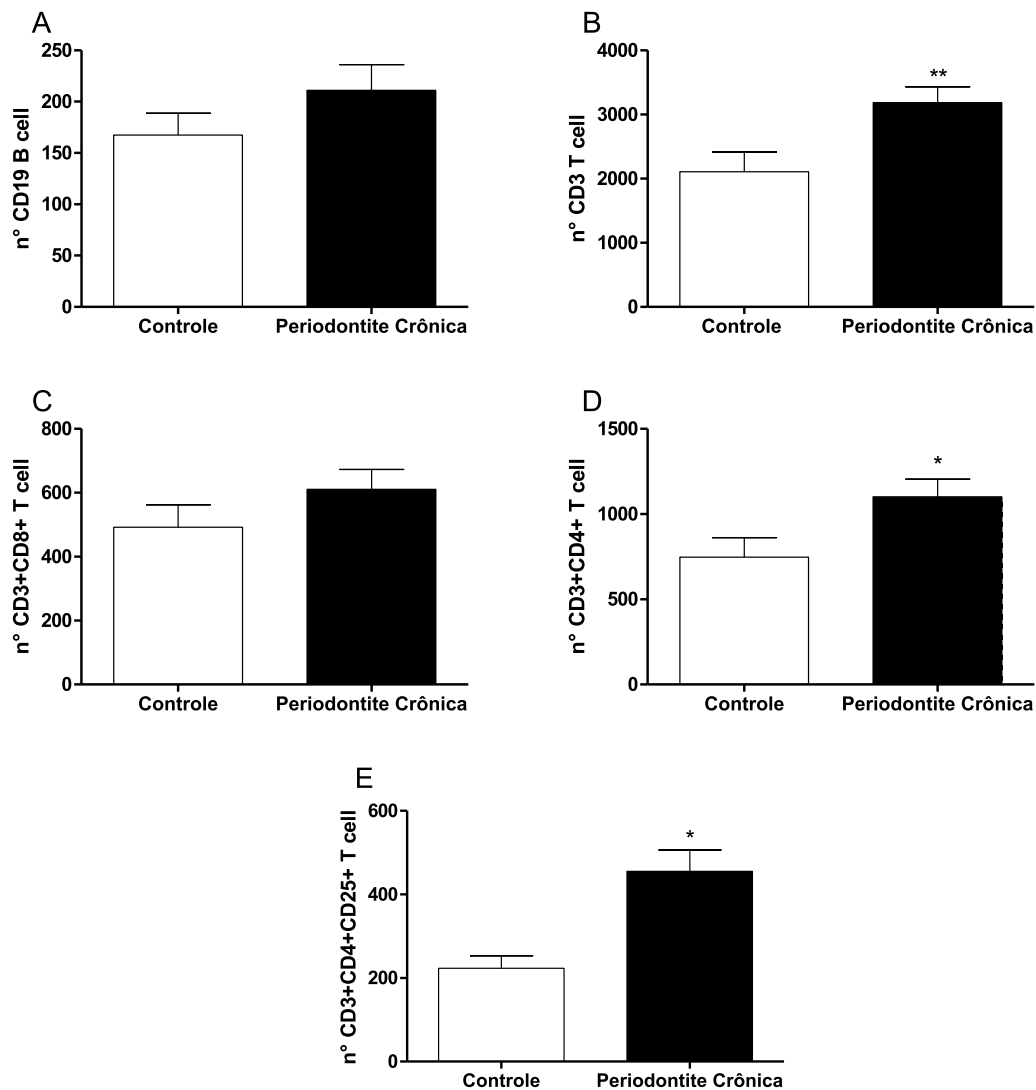 A
n° CD19 B cell
250
200
150
100
50
0
Controle
Periodontite Crônica
B
n° CD3 T cell
4000
3000
2000
1000
0
**
Controle
Periodontite Crônica
C
n° CD3+CD8+ T cell
800
600
400
200
0
Controle
Periodontite Crônica
D
n° CD3+CD4+ T cell
1500
1000
500
0
*
Controle
Periodontite Crônica
E
n° CD3+CD4+CD25+ T cell
600
400
200
0
*
Controle
Periodontite Crônica